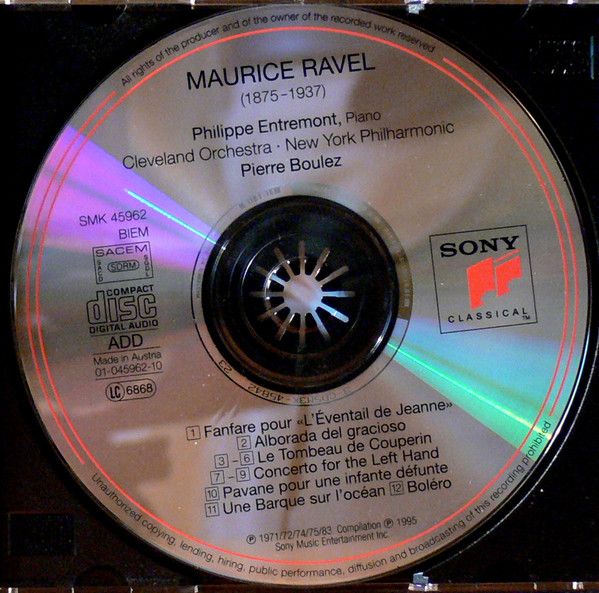 All rights of the producer and of the owner of the recorded work reserved
MAURICE RAVEL
(1875-1937)
Philippe Entremont, Piano
Cleveland Orchestra · New York Philharmonic
Pierre Boulez
SMK 45962
BIEM
SACEM
SACD
SDRM
SGDL
COMPACT
disc
DIGITAL AUDIO
ADD
Made in Austria
01-045962-10
LC 6868
SONY
CLASSICAL™
1 Fanfare pour «L'Éventail de Jeanne»
2 Alborada del gracioso
3 - 6 Le Tombeau de Couperin
7 - 9 Concerto for the Left Hand
10 Pavane pour une infante défunte
11 Une Barque sur l'océan 12 Boléro
℗ 1971/72/74/75/83 Compilation ℗ 1995
Sony Music Entertainment Inc.
Unauthorized copying, lending, hiring, public performance, diffusion and broadcasting of this recording prohibited